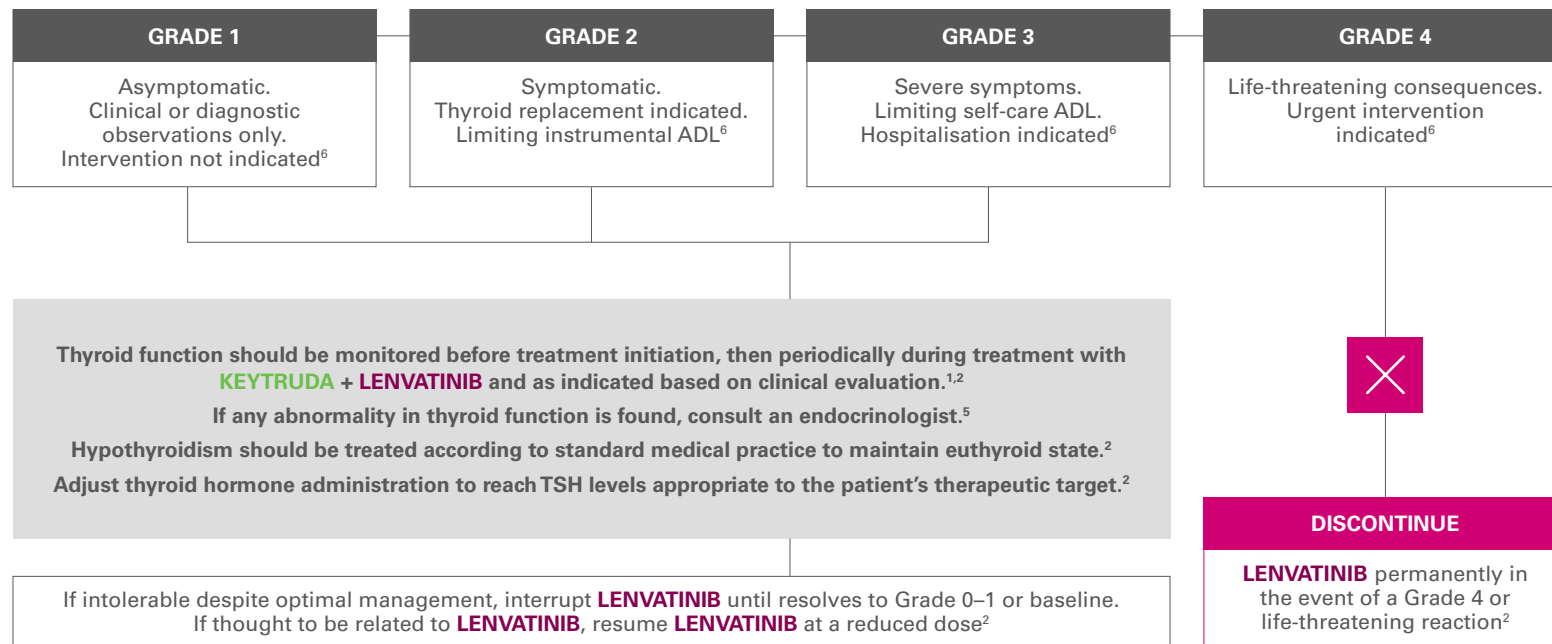 GRADE 1
Asymptomatic.
Clinical or diagnostic
observations only.
Intervention not indicated⁶
GRADE 2
Symptomatic.
Thyroid replacement indicated.
Limiting instrumental ADL⁶
GRADE 3
Severe symptoms.
Limiting self-care ADL.
Hospitalisation indicated⁶
GRADE 4
Life-threatening consequences.
Urgent intervention
indicated⁶
Thyroid function should be monitored before treatment initiation, then periodically during treatment with
KEYTRUDA + LENVATINIB and as indicated based on clinical evaluation.¹,²
If any abnormality in thyroid function is found, consult an endocrinologist.⁵
Hypothyroidism should be treated according to standard medical practice to maintain euthyroid state.²
Adjust thyroid hormone administration to reach TSH levels appropriate to the patient’s therapeutic target.²
If intolerable despite optimal management, interrupt LENVATINIB until resolves to Grade 0–1 or baseline.
If thought to be related to LENVATINIB, resume LENVATINIB at a reduced dose²
DISCONTINUE
LENVATINIB permanently in
the event of a Grade 4 or
life-threatening reaction²